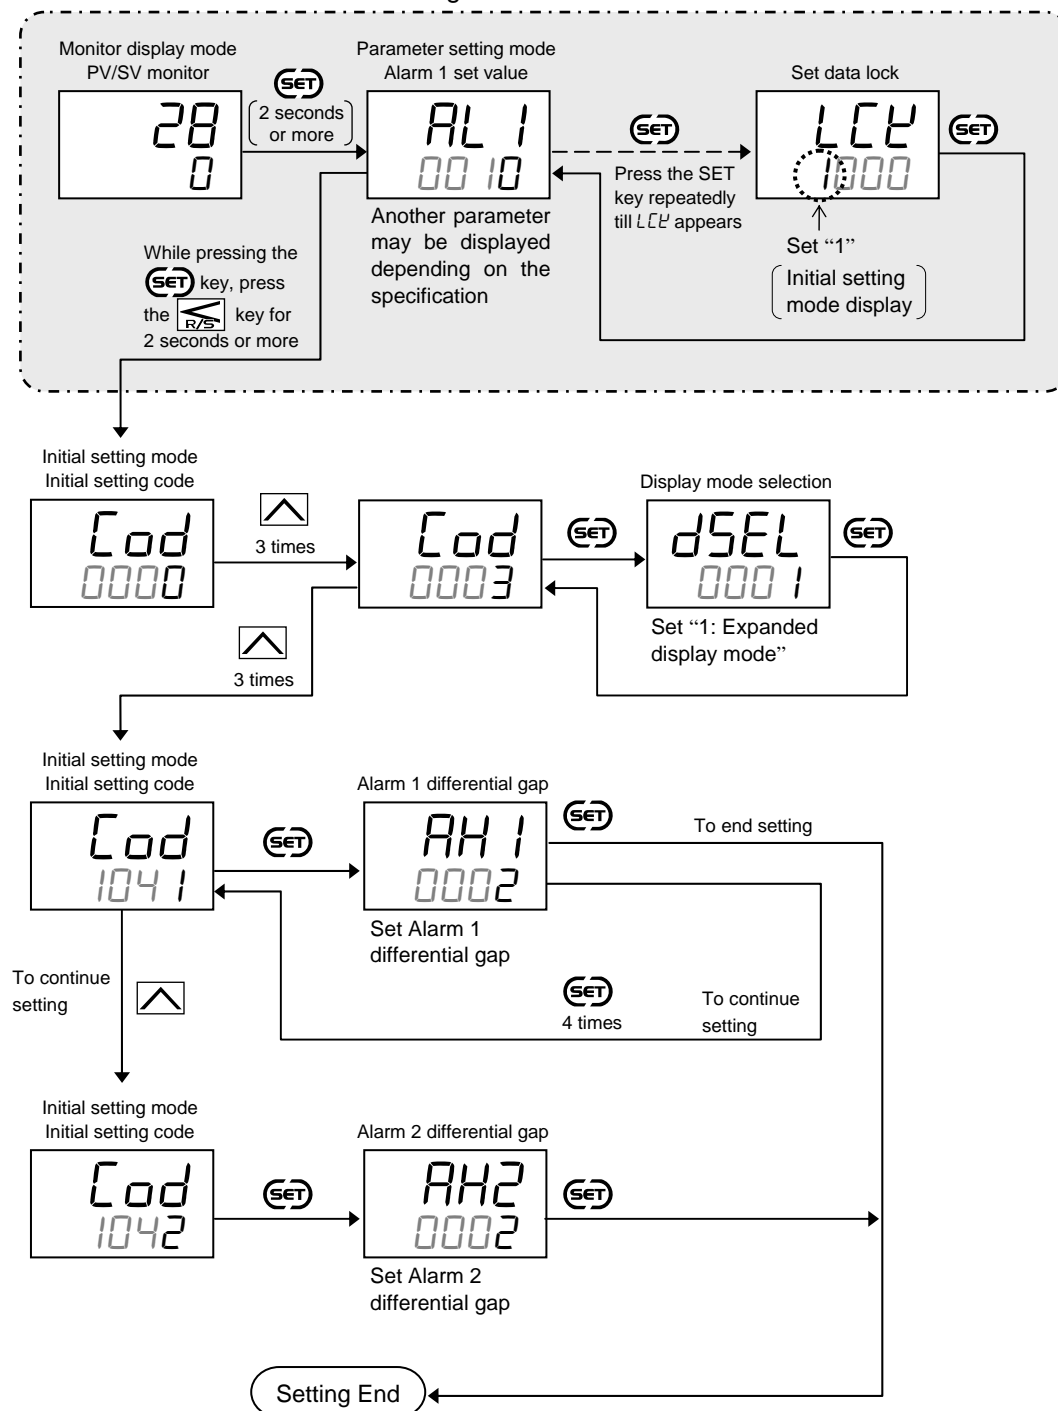 Monitor display mode
PV/SV monitor
28
0
SET
2 seconds
or more
Parameter setting mode
Alarm 1 set value
AL1
0010
Another parameter
may be displayed
depending on the
specification
SET
Press the SET
key repeatedly
till LCK appears
Set data lock
LCK
1000
SET
Set “1”
Initial setting
mode display
While pressing the
SET key, press
the R/S key for
2 seconds or more
Initial setting mode
Initial setting code
Cod
0000
3 times
Cod
0003
SET
Display mode selection
dSEL
0001
SET
Set “1: Expanded
display mode”
3 times
Initial setting mode
Initial setting code
Cod
1041
SET
Alarm 1 differential gap
AH1
0002
SET
To end setting
Set Alarm 1
differential gap
To continue
setting
SET
4 times
To continue
setting
Initial setting mode
Initial setting code
Cod
1042
SET
Alarm 2 differential gap
AH2
0002
SET
Set Alarm 2
differential gap
Setting End